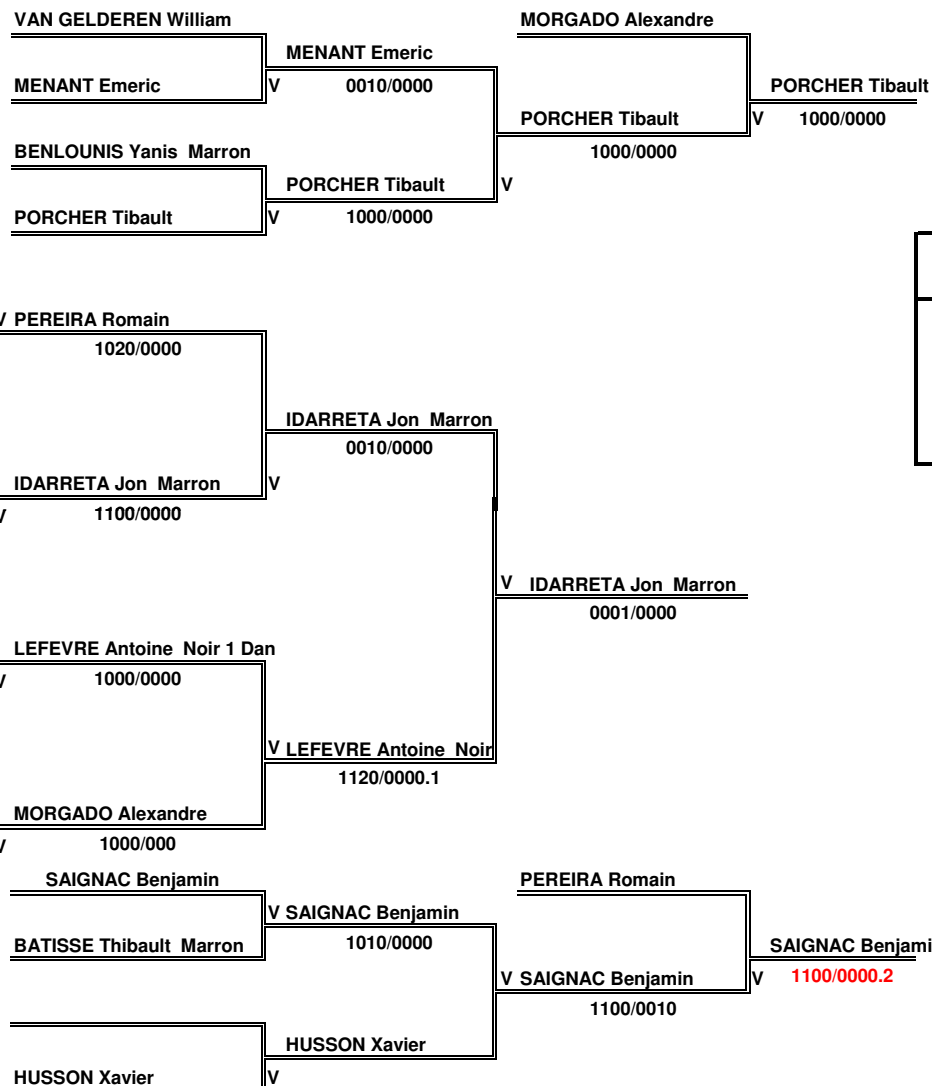 VAN GELDEREN William
MORGADO Alexandre
MENANT Emeric
MENANT Emeric
V
0010/0000
PORCHER Tibault
PORCHER Tibault
V
1000/0000
BENLOUNIS Yanis Marron
1000/0000
PORCHER Tibault
V
PORCHER Tibault
V
1000/0000
V PEREIRA Romain
1020/0000
IDARRETA Jon Marron
0010/0000
IDARRETA Jon Marron
V
V
1100/0000
V IDARRETA Jon Marron
0001/0000
LEFEVRE Antoine Noir 1 Dan
V
1000/0000
V LEFEVRE Antoine Noir
1120/0000.1
MORGADO Alexandre
V
1000/000
SAIGNAC Benjamin
PEREIRA Romain
V SAIGNAC Benjamin
BATISSE Thibault Marron
1010/0000
SAIGNAC Benjami
V SAIGNAC Benjamin
V
1100/0000.2
1100/0010
HUSSON Xavier
HUSSON Xavier
V